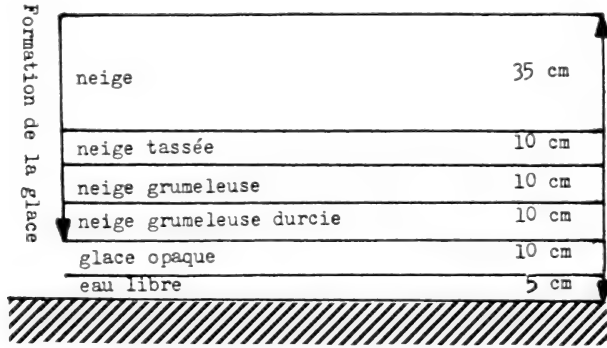 Formation de la glace
neige 35 cm
neige tassée 10 cm
neige grumeleuse 10 cm
neige grumeleuse durcie 10 cm
glace opaque 10 cm
eau libre 5 cm